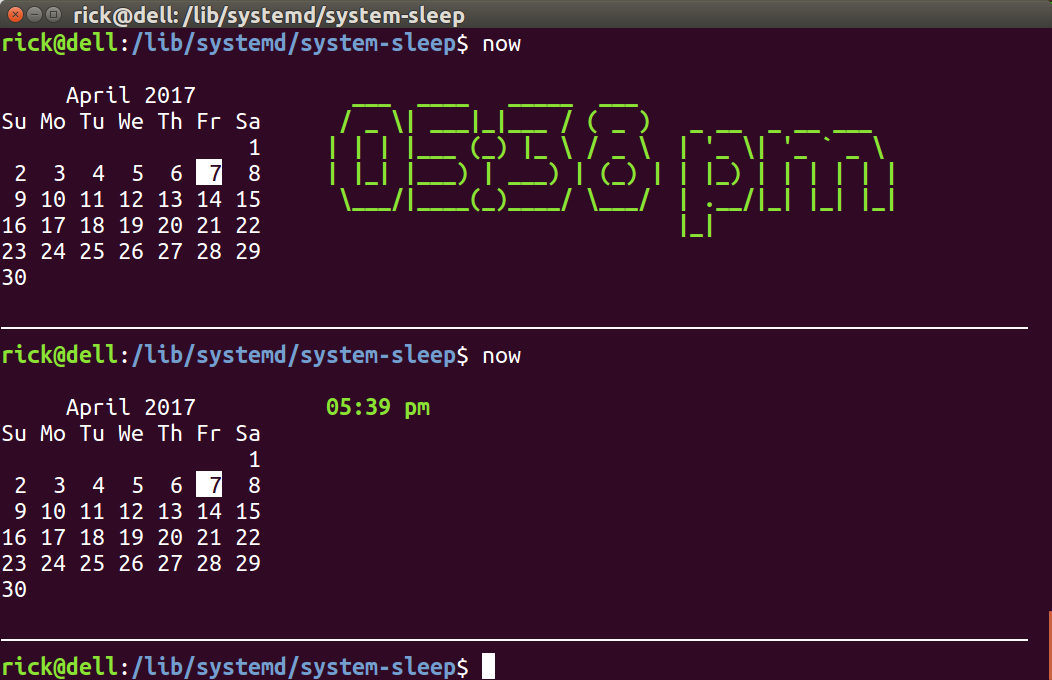 rick@dell: /lib/systemd/system-sleep
rick@dell:/lib/systemd/system-sleep$ now
April 2017
Su Mo Tu We Th Fr Sa
1
2 3 4 5 6 7 8
9 10 11 12 13 14 15
16 17 18 19 20 21 22
23 24 25 26 27 28 29
30
05:38 pm
rick@dell:/lib/systemd/system-sleep$ now
April 2017 05:39 pm
Su Mo Tu We Th Fr Sa
1
2 3 4 5 6 7 8
9 10 11 12 13 14 15
16 17 18 19 20 21 22
23 24 25 26 27 28 29
30
rick@dell:/lib/systemd/system-sleep$